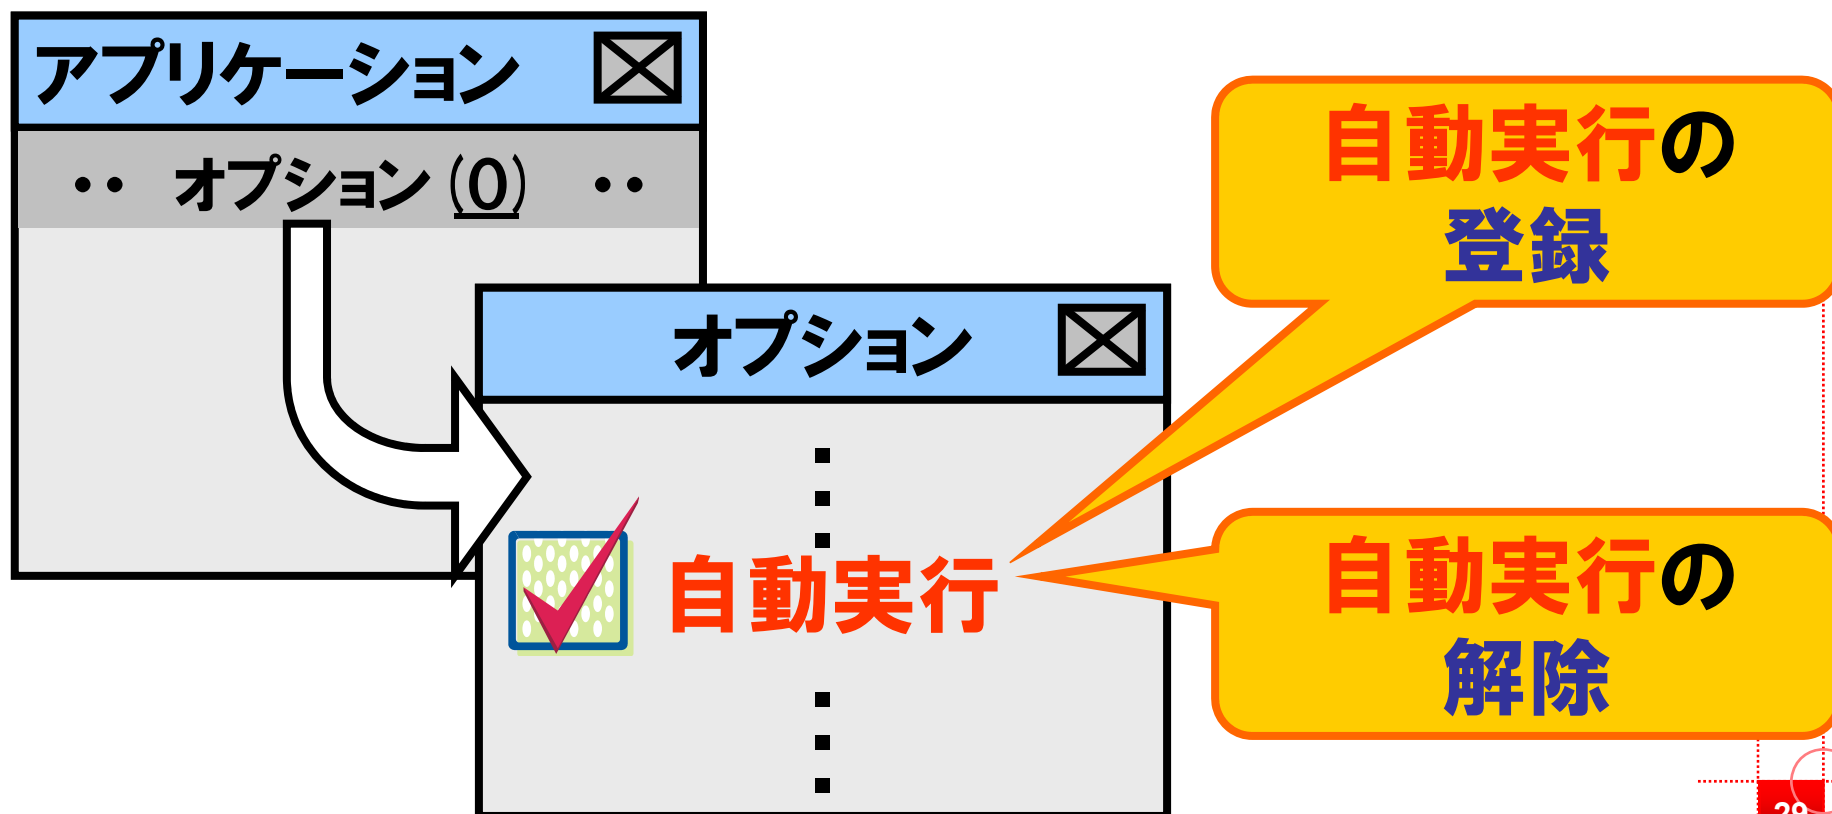 アプリケーション
・・ オプション (O) ・・
オプション
自動実行
自動実行の
登録
自動実行の
解除
29